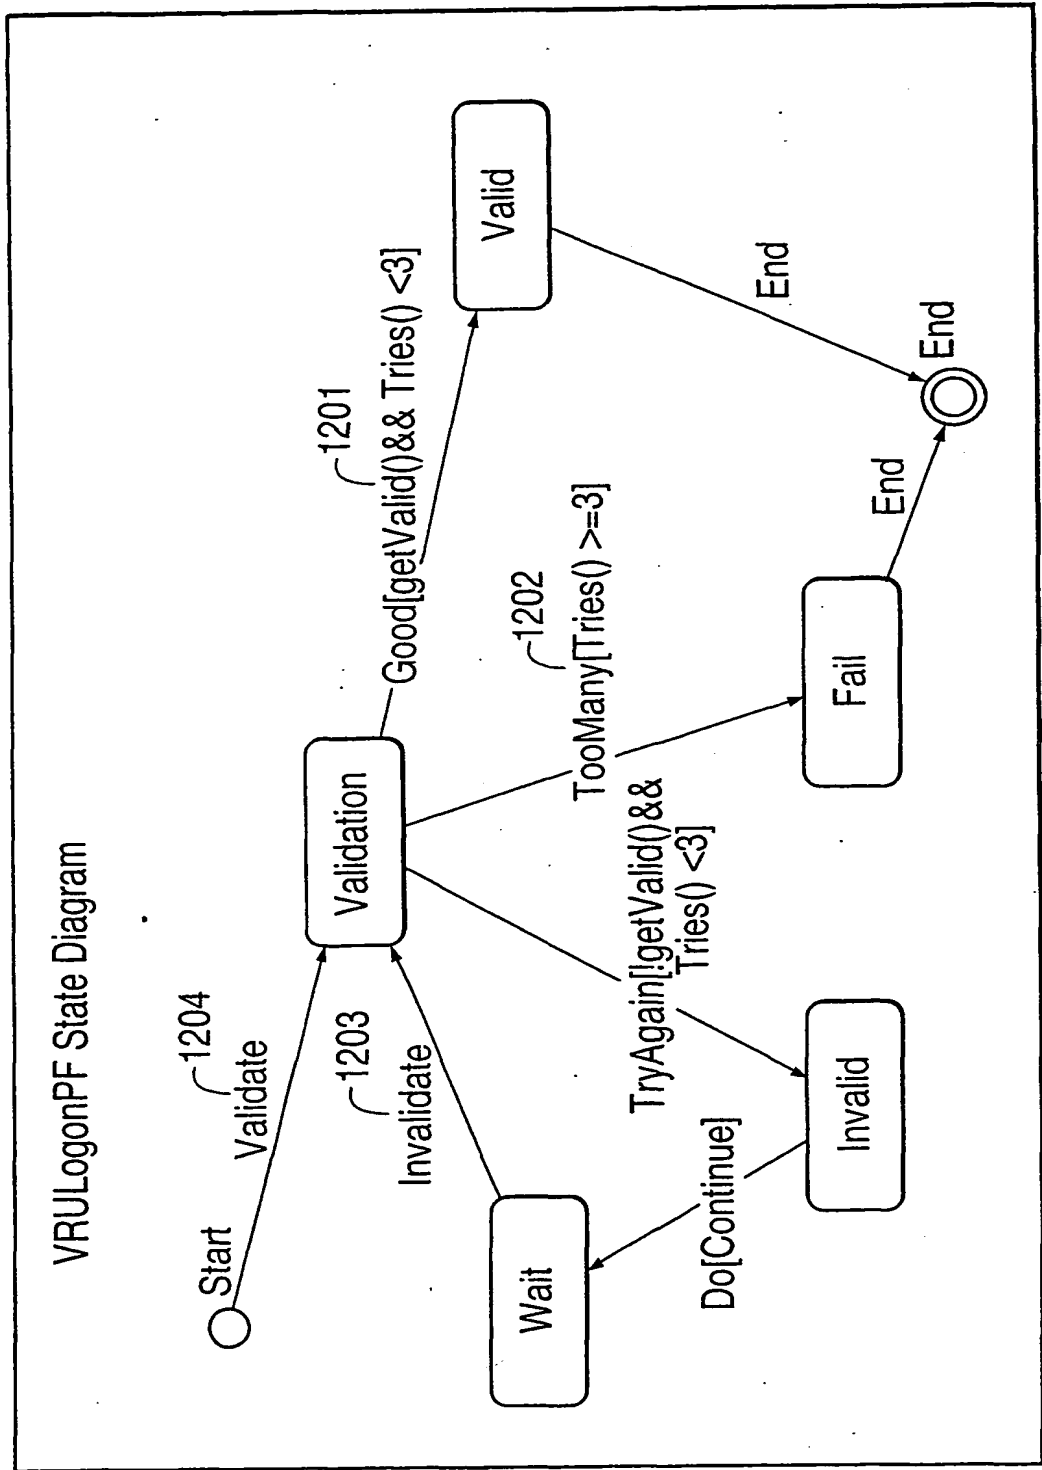 VRULogonPF State Diagram
Start
1204
Validate
1203
Invalidate
Validation
1201
Good[getValid()&& Tries() <3]
Valid
Wait
1202
TooMany[Tries() >=3]
TryAgain[!getValid()&&
Tries() <3]
Do[Continue]
Invalid
Fail
End
End
End